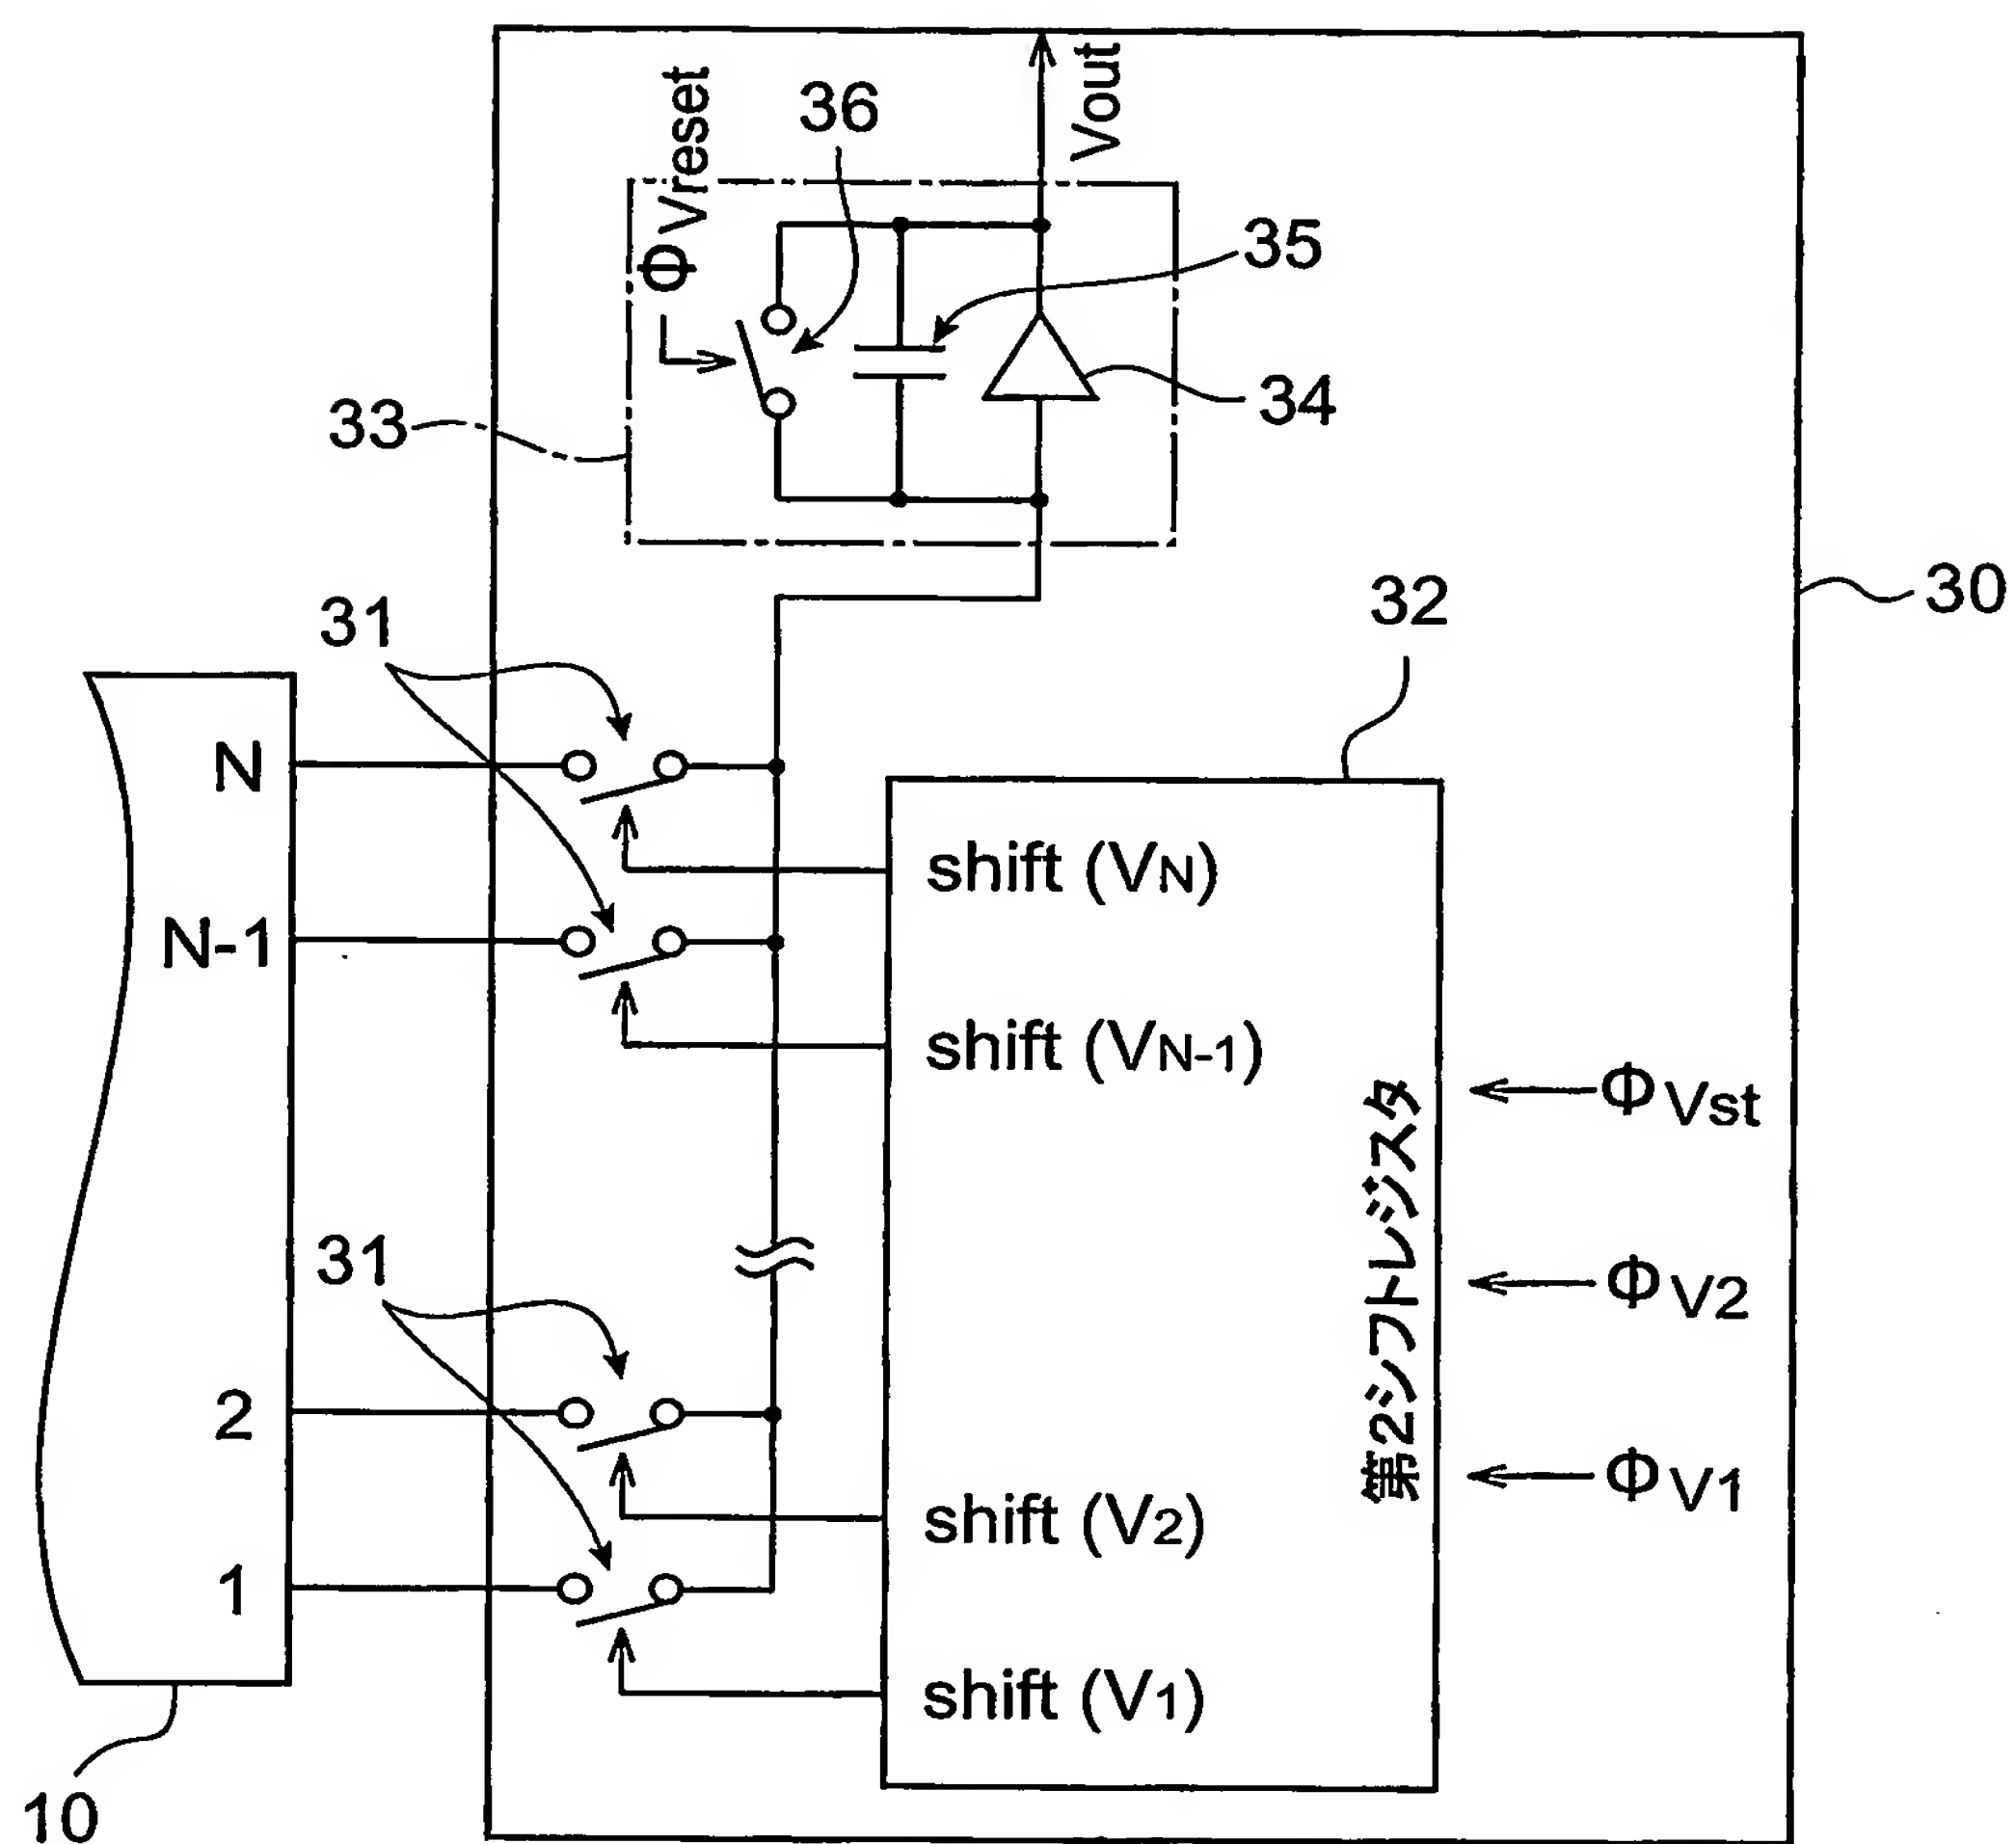 Vout
ΦVreset
36
35
34
33
30
32
31
N
shift (VN)
N-1
shift (VN-1)
ΦVst
第2シフトレジスタ
ΦV2
31
2
ΦV1
shift (V2)
1
shift (V1)
10